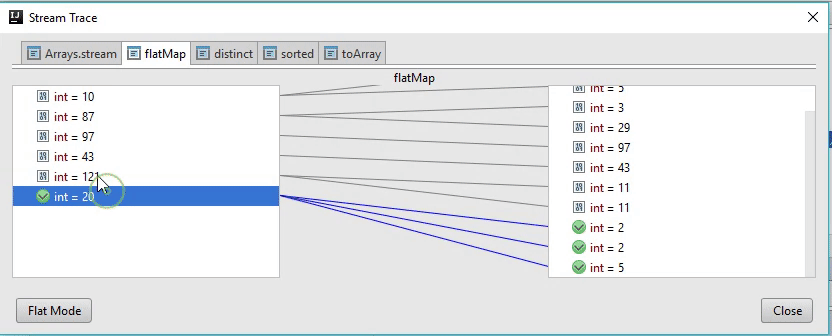 Stream Trace
Arrays.stream
flatMap
distinct
sorted
toArray
flatMap
int = 10
int = 87
int = 97
int = 43
int = 121
int = 20
int = 5
int = 3
int = 29
int = 97
int = 43
int = 11
int = 11
int = 2
int = 2
int = 5
Flat Mode
Close